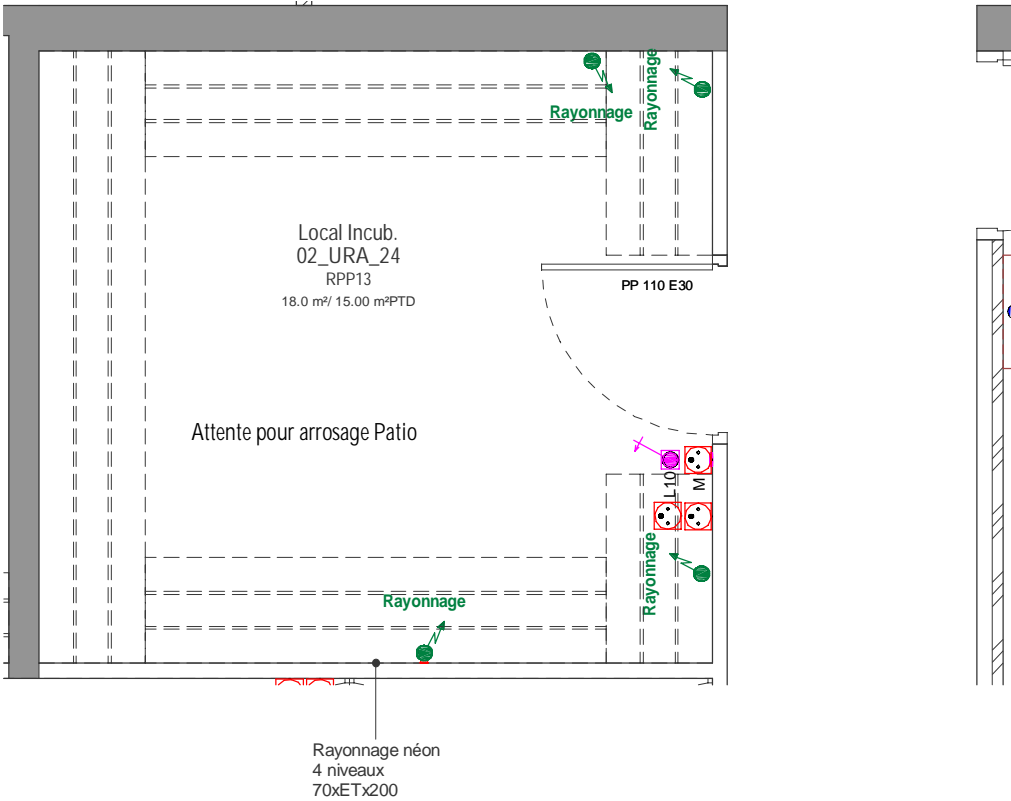 Rayonnage
Rayonnage
Local Incub.
02_URA_24
RPP13
18.0 m²/ 15.00 m²PTD
PP 110 E30
Attente pour arrosage Patio
L10
M
Rayonnage
Rayonnage
Rayonnage néon
4 niveaux
70xETx200